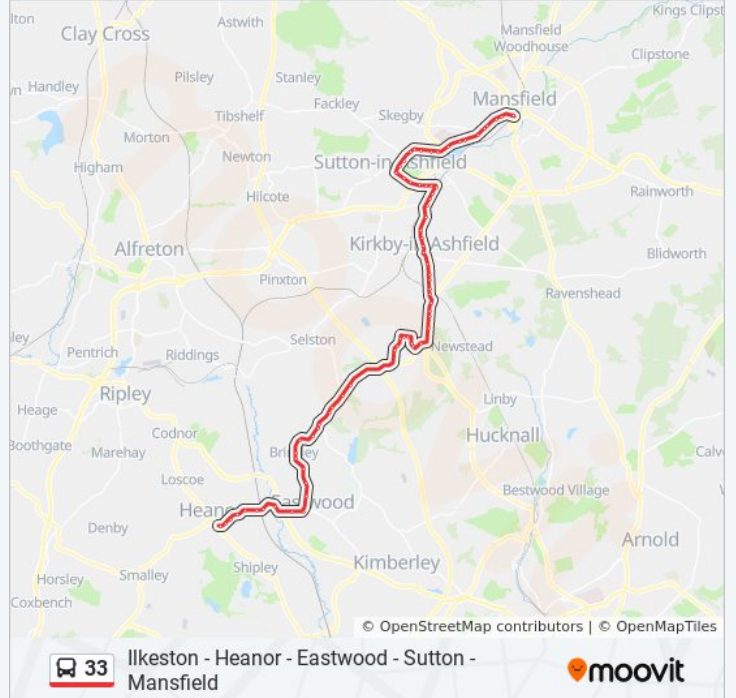 Kings Clipst
lton
Astwith
Clay Cross
Mansfield
Woodhouse
Clipstone
Pilsley
Stanley
n Handley
Mansfield
Fackley
Tibshelf
Skegby
Morton
Newton
Sutton-in-Ashfield
Higham
Rainworth
Hilcote
Kirkby-in-Ashfield
Alfreton
Blidworth
Pinxton
Ravenshead
ley
Selston
Newstead
Pentrich
Riddings
Ripley
Linby
Heage
Codnor
Hucknall
Boothgate
Marehay
Brinsley
Calv
Loscoe
Bestwood Village
Heanor
Eastwood
Denby
Arnold
Kimberley
Shipley
Smalley
Horsley
Coxbench
© OpenStreetMap contributors | © OpenMapTiles
33
Ilkeston - Heanor - Eastwood - Sutton -
Mansfield
moovit